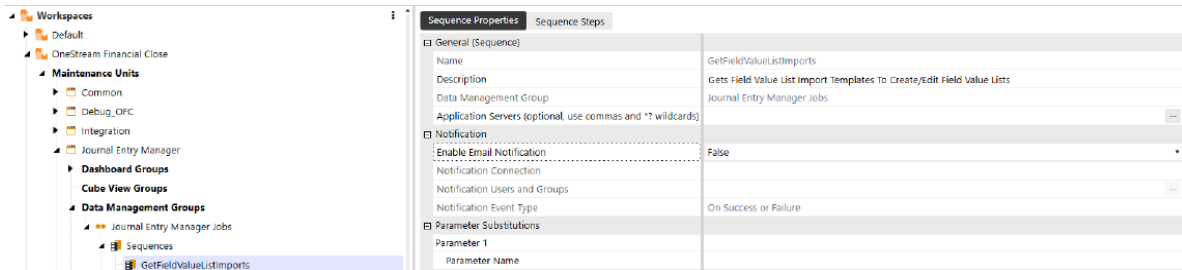 Workspaces
Default
OneStream Financial Close
Maintenance Units
Common
Debug_OFC
Integration
Journal Entry Manager
Dashboard Groups
Cube View Groups
Data Management Groups
Journal Entry Manager Jobs
Sequences
GetFieldValueListImports
Sequence Properties Sequence Steps
General (Sequence)
Name GetFieldValueListImports
Description Gets Field Value List Import Templates To Create/Edit Field Value Lists
Data Management Group Journal Entry Manager Jobs
Application Servers (optional, use commas and *? wildcards) ...
Notification
Enable Email Notification False
Notification Connection
Notification Users and Groups ...
Notification Event Type On Success or Failure
Parameter Substitutions
Parameter 1
Parameter Name